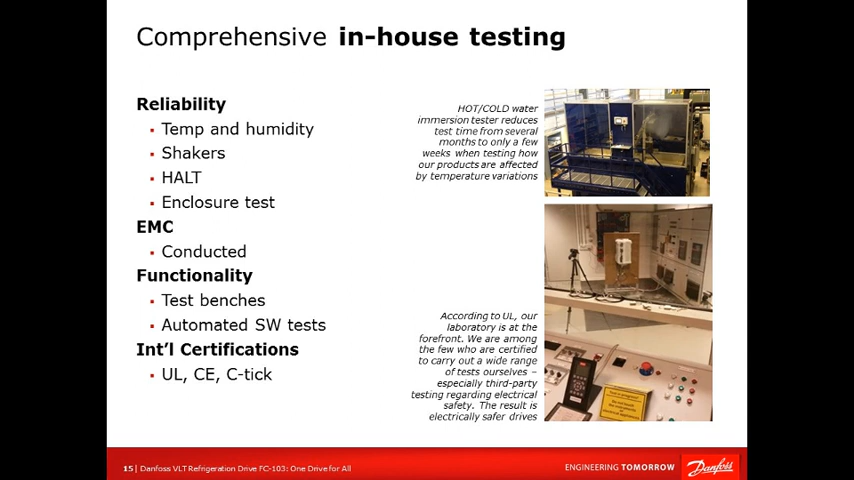 Comprehensive in-house testing
Reliability
Temp and humidity
Shakers
HALT
Enclosure test
EMC
Conducted
Functionality
Test benches
Automated SW tests
Int'l Certifications
UL, CE, C-tick
HOT/COLD water
immersion tester reduces
test time from several
months to only a few
weeks when testing how
our products are affected
by temperature variations
According to UL, our
laboratory is at the
forefront. We are among
the few who are certified
to carry out a wide range
of tests ourselves –
especially third-party
testing regarding electrical
safety. The result is
electrically safer drives
15 | Danfoss VLT Refrigeration Drive FC-103: One Drive for All
ENGINEERING TOMORROW
Danfoss